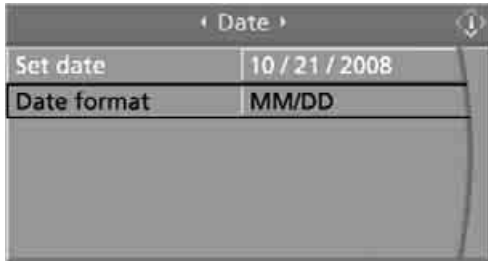 Date
Set date 10 / 21 / 2008
Date format MM/DD